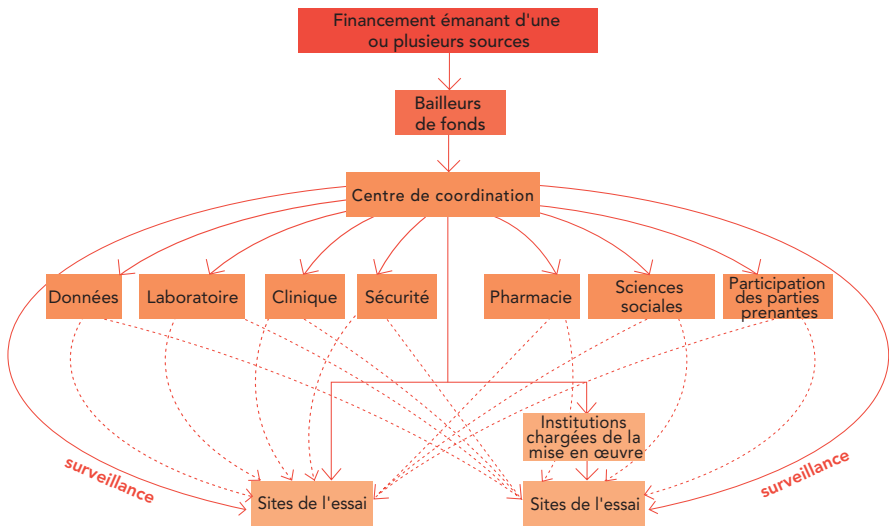 Financement émanant d'une
ou plusieurs sources
Bailleurs
de fonds
Centre de coordination
Données
Laboratoire
Clinique
Sécurité
Pharmacie
Sciences
sociales
Participation
des parties
prenantes
Institutions
chargées de la
mise en œuvre
surveillance
surveillance
Sites de l'essai
Sites de l'essai